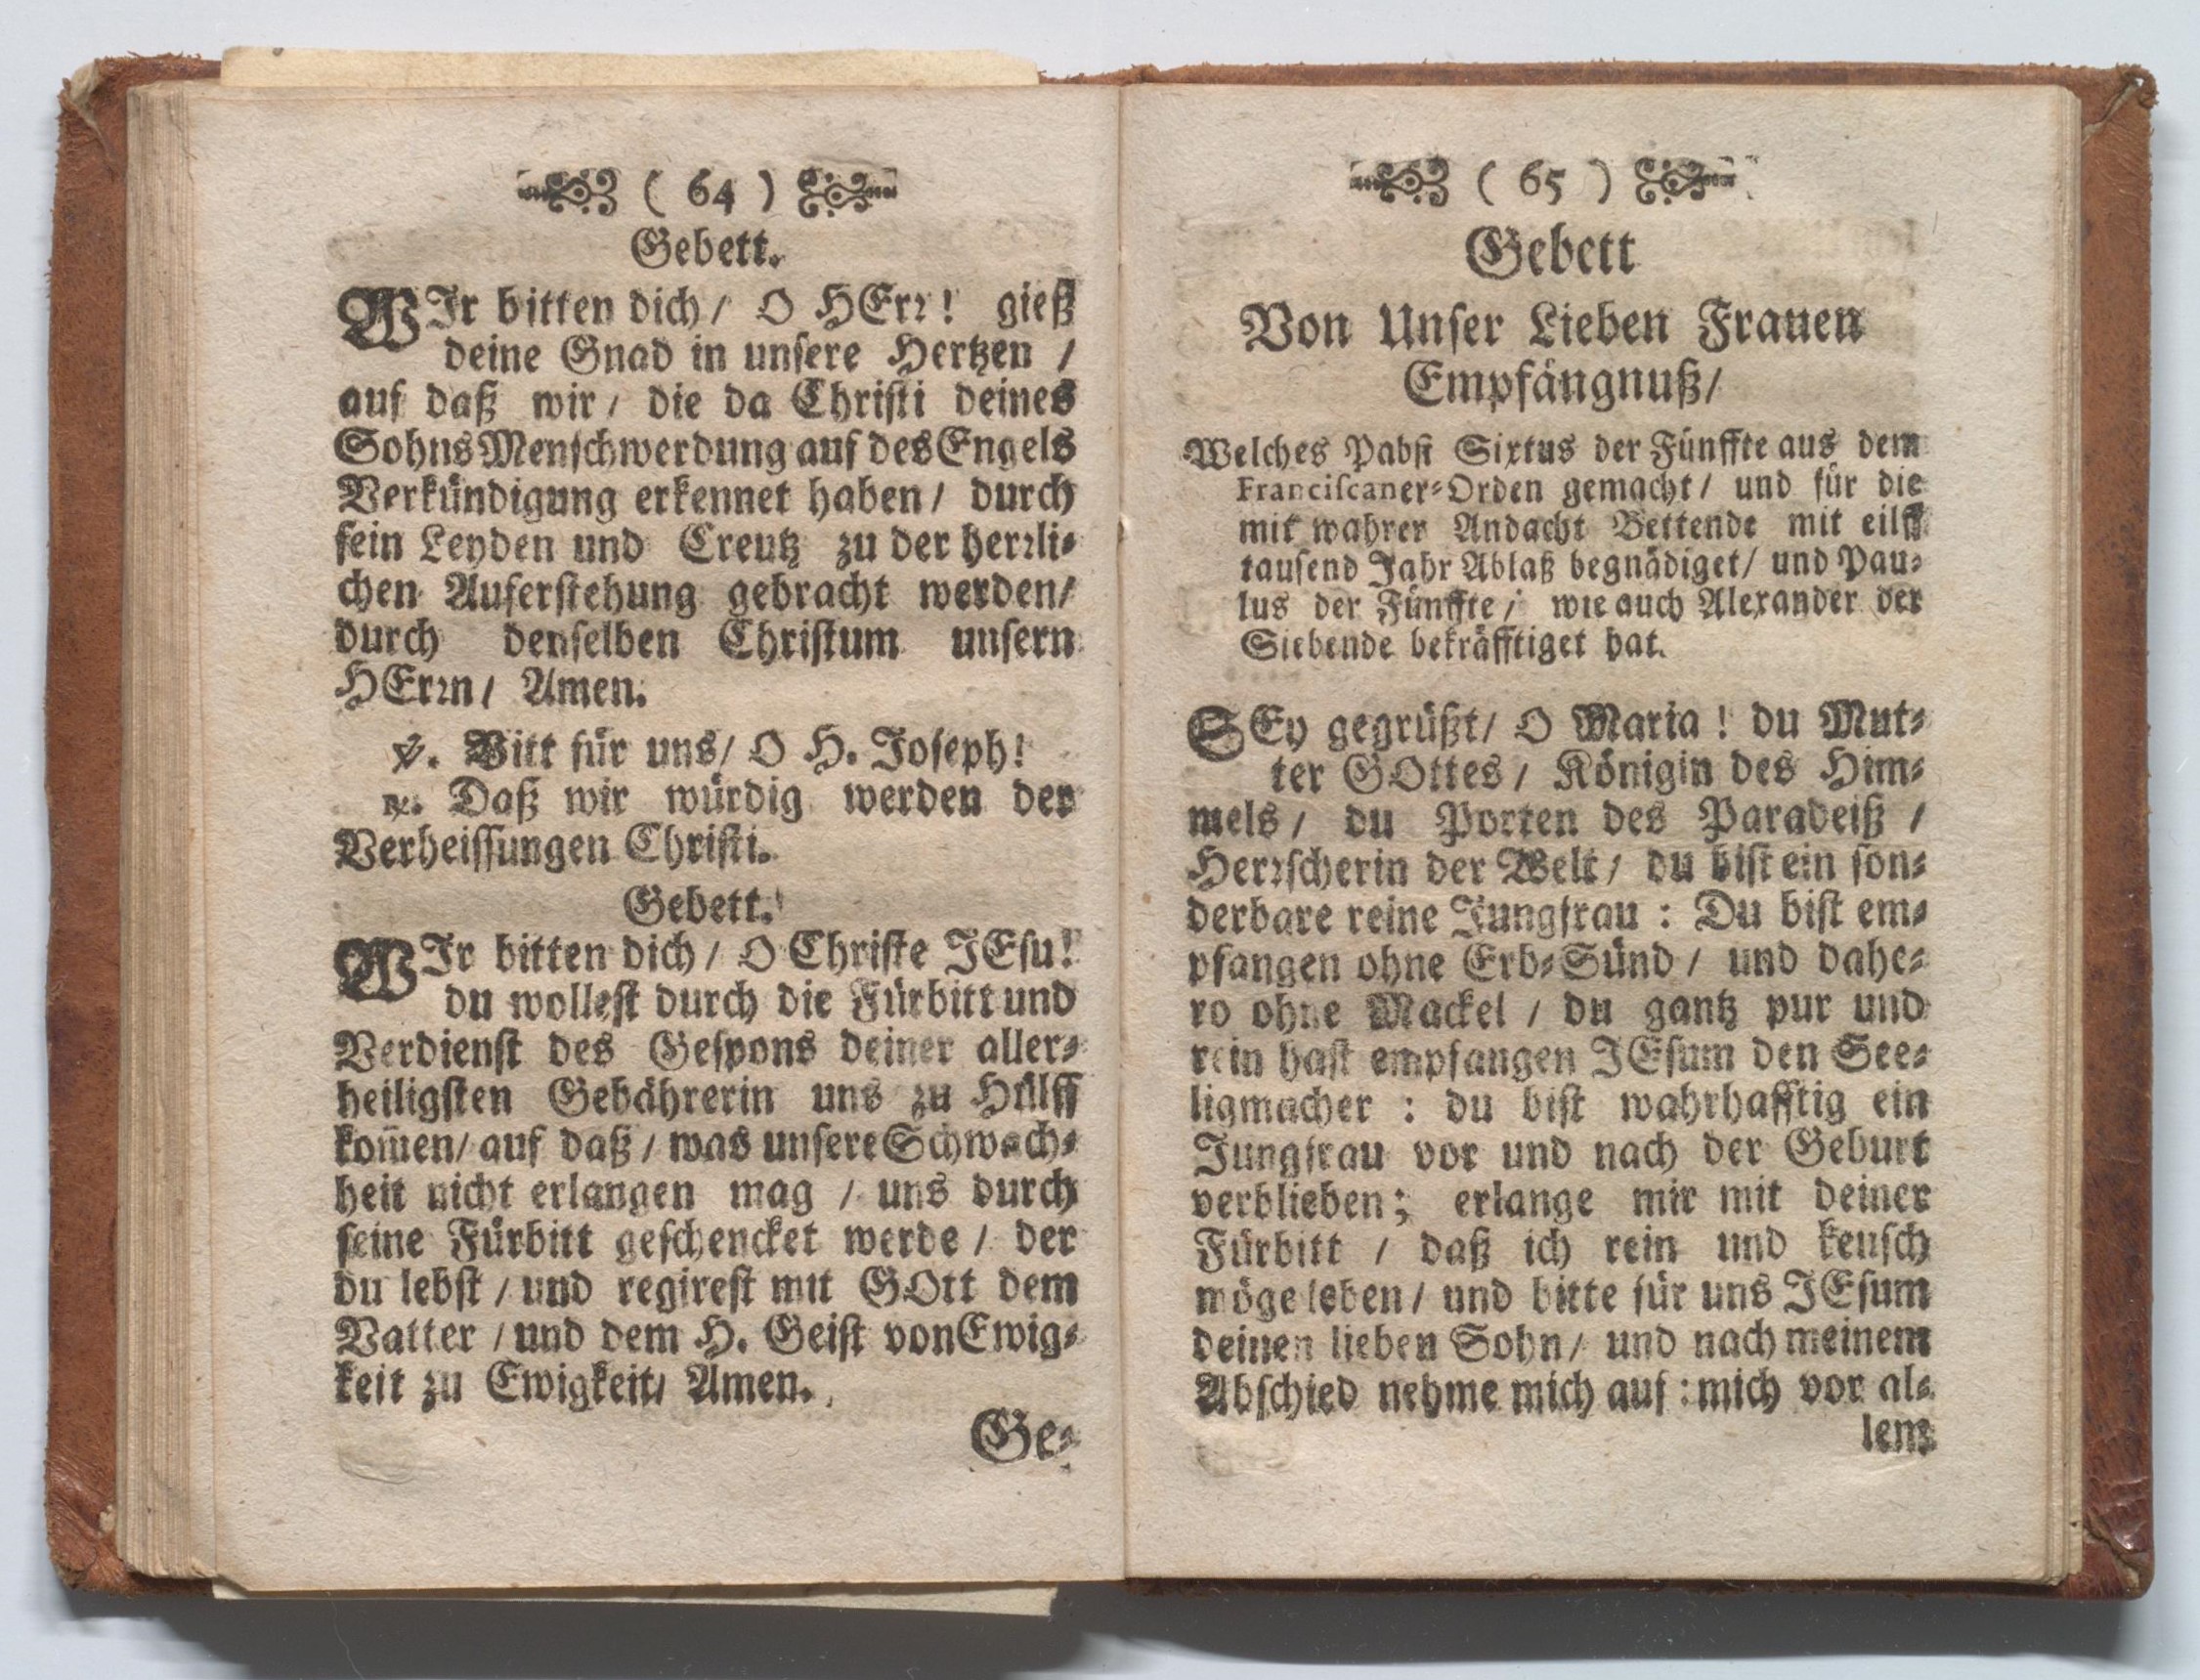 ( 64 )
Gebett.
WIr bitten dich/ O HErr! gieß
deine Gnad in unsere Hertzen /
auf daß wir/ die da Christi deines
Sohns Menschwerdung auf des Engels
Verkündigung erkennet haben/ durch
sein Leyden und Creutz zu der herrli-
chen Auferstehung gebracht werden/
durch denselben Christum unsern
HErrn/ Amen.
℣. Bitt für uns/ O H. Joseph!
℟. Daß wir würdig werden der
Verheissungen Christi.
Gebett.
WIr bitten dich/ O Christe JEsu!
du wollest durch die Fürbitt und
Verdienst des Gespons deiner aller-
heiligsten Gebährerin uns zu Hülff
kom̄en/ auf daß/ was unsere Schwach-
heit nicht erlangen mag / uns durch
seine Fürbitt geschencket werde / der
du lebst / und regirest mit GOtt dem
Vatter / und dem H. Geist von Ewig-
keit zu Ewigkeit/ Amen.
Ge-
( 65 )
Gebett
Von Unser Lieben Frauen
Empfängnuß/
Welches Pabst Sixtus der Fünffte aus dem
Franciscaner-Orden gemacht/ und für die
mit wahrer Andacht Bettende mit eilff
tausend Jahr Ablaß begnädiget/ und Pau-
lus der Fünffte/ wie auch Alexander der
Siebende bekräfftiget hat.
SEy gegrüßt/ O Maria! du Mut-
ter GOttes / Königin des Him-
mels / du Porten des Paradeiß /
Herrscherin der Welt / du bist ein son-
derbare reine Jungfrau : Du bist em-
pfangen ohne Erb-Sünd / und dahe-
ro ohne Mackel / du gantz pur und
rein hast empfangen JEsum den See-
ligmacher : du bist wahrhafftig ein
Jungfrau vor und nach der Geburt
verblieben; erlange mir mit deiner
Fürbitt / daß ich rein und keusch
möge leben/ und bitte für uns JEsum
deinen lieben Sohn/ und nach meinem
Abschied nehme mich auf : mich vor al-
lem